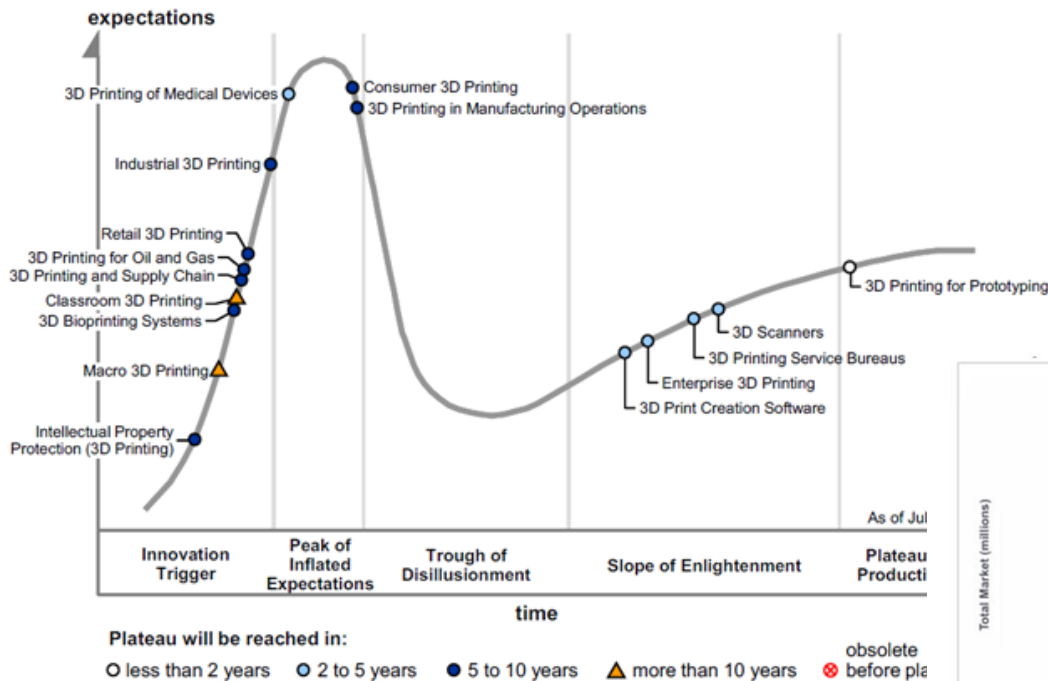 expectations
3D Printing of Medical Devices
Consumer 3D Printing
3D Printing in Manufacturing Operations
Industrial 3D Printing
Retail 3D Printing
3D Printing for Oil and Gas
3D Printing and Supply Chain
Classroom 3D Printing
3D Bioprinting Systems
Macro 3D Printing
Intellectual Property
Protection (3D Printing)
3D Printing for Prototyping
3D Scanners
3D Printing Service Bureaus
Enterprise 3D Printing
3D Print Creation Software
As of Jul
Innovation
Trigger
Peak of
Inflated
Expectations
Trough of
Disillusionment
Slope of Enlightenment
Plateau
Producti
time
Plateau will be reached in:
less than 2 years
2 to 5 years
5 to 10 years
more than 10 years
obsolete
before pla
Total Market (millions)